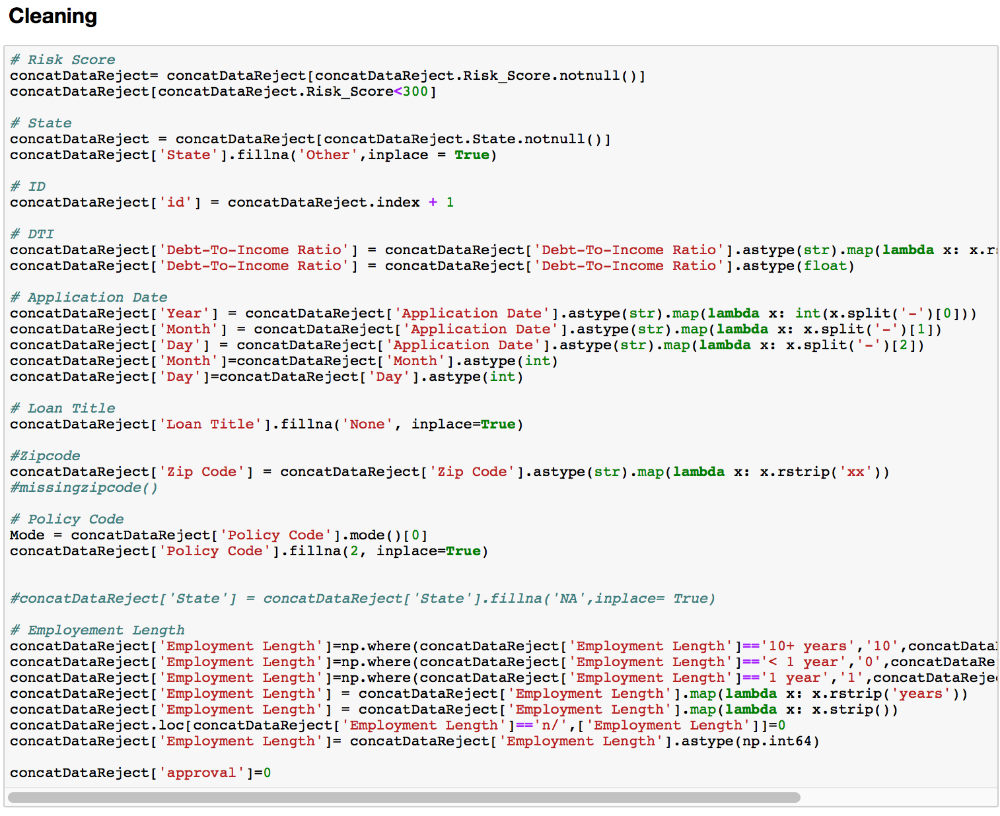 Cleaning
# Risk Score
concatDataReject= concatDataReject[concatDataReject.Risk_Score.notnull()]
concatDataReject[concatDataReject.Risk_Score<300]
# State
concatDataReject = concatDataReject[concatDataReject.State.notnull()]
concatDataReject['State'].fillna('Other',inplace = True)
# ID
concatDataReject['id'] = concatDataReject.index + 1
# DTI
concatDataReject['Debt-To-Income Ratio'] = concatDataReject['Debt-To-Income Ratio'].astype(str).map(lambda x: x.rs
concatDataReject['Debt-To-Income Ratio'] = concatDataReject['Debt-To-Income Ratio'].astype(float)
# Application Date
concatDataReject['Year'] = concatDataReject['Application Date'].astype(str).map(lambda x: int(x.split('-')[0]))
concatDataReject['Month'] = concatDataReject['Application Date'].astype(str).map(lambda x: x.split('-')[1])
concatDataReject['Day'] = concatDataReject['Application Date'].astype(str).map(lambda x: x.split('-')[2])
concatDataReject['Month']=concatDataReject['Month'].astype(int)
concatDataReject['Day']=concatDataReject['Day'].astype(int)
# Loan Title
concatDataReject['Loan Title'].fillna('None', inplace=True)
#Zipcode
concatDataReject['Zip Code'] = concatDataReject['Zip Code'].astype(str).map(lambda x: x.rstrip('xx'))
#missingzipcode()
# Policy Code
Mode = concatDataReject['Policy Code'].mode()[0]
concatDataReject['Policy Code'].fillna(2, inplace=True)
#concatDataReject['State'] = concatDataReject['State'].fillna('NA',inplace= True)
# Employement Length
concatDataReject['Employment Length']=np.where(concatDataReject['Employment Length']=='10+ years','10',concatData
concatDataReject['Employment Length']=np.where(concatDataReject['Employment Length']=='< 1 year','0',concatDataRe
concatDataReject['Employment Length']=np.where(concatDataReject['Employment Length']=='1 year','1',concatDataReje
concatDataReject['Employment Length'] = concatDataReject['Employment Length'].map(lambda x: x.rstrip('years'))
concatDataReject['Employment Length'] = concatDataReject['Employment Length'].map(lambda x: x.strip())
concatDataReject.loc[concatDataReject['Employment Length']=='n/',['Employment Length']]=0
concatDataReject['Employment Length']= concatDataReject['Employment Length'].astype(np.int64)
concatDataReject['approval']=0